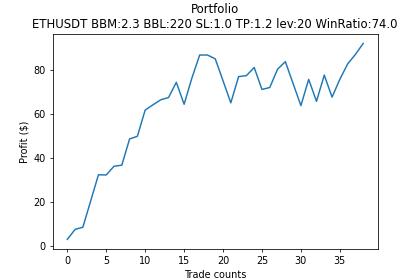 Portfolio
ETHUSDT BBM:2.3 BBL:220 SL:1.0 TP:1.2 lev:20 WinRatio:74.0
80
60
40
20
0
Profit ($)
0 5 10 15 20 25 30 35
Trade counts